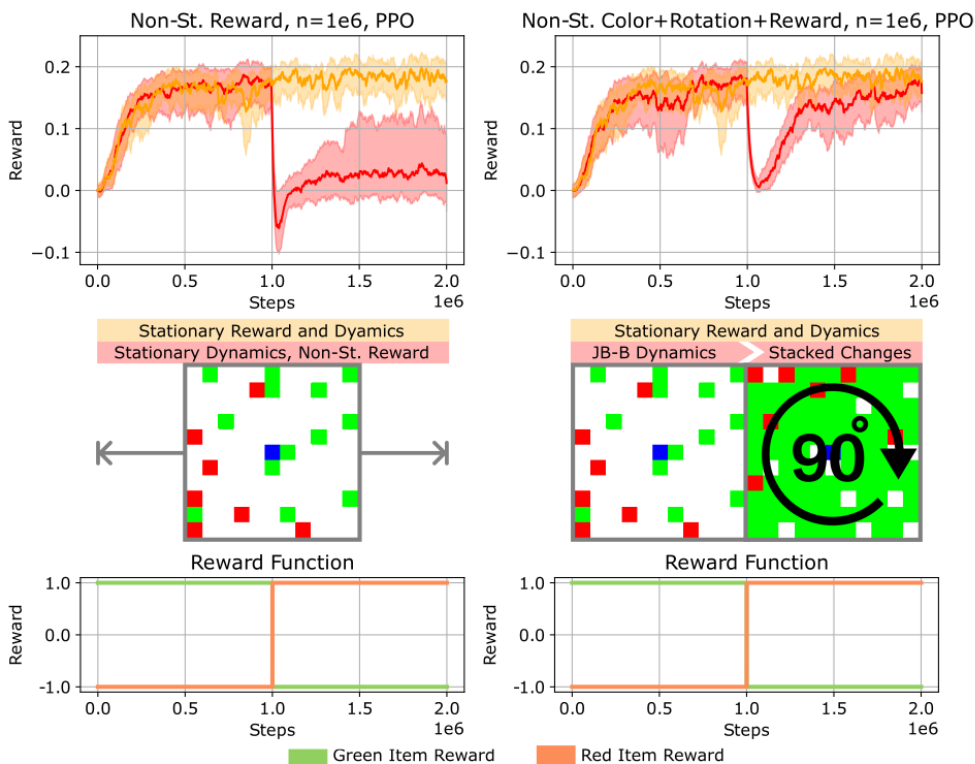 Non-St. Reward, n=1e6, PPO
Reward
0.2
0.1
0.0
−0.1
0.0
0.5
1.0
1.5
2.0
1e6
Steps
Stationary Reward and Dyamics
Stationary Dynamics, Non-St. Reward
Reward Function
Reward
1.0
0.0
-1.0
0.0
0.5
1.0
1.5
2.0
1e6
Steps
Non-St. Color+Rotation+Reward, n=1e6, PPO
Reward
0.2
0.1
0.0
−0.1
0.0
0.5
1.0
1.5
2.0
1e6
Steps
Stationary Reward and Dyamics
JB-B Dynamics
Stacked Changes
90°
Reward Function
Reward
1.0
0.0
-1.0
0.0
0.5
1.0
1.5
2.0
1e6
Steps
Green Item Reward
Red Item Reward